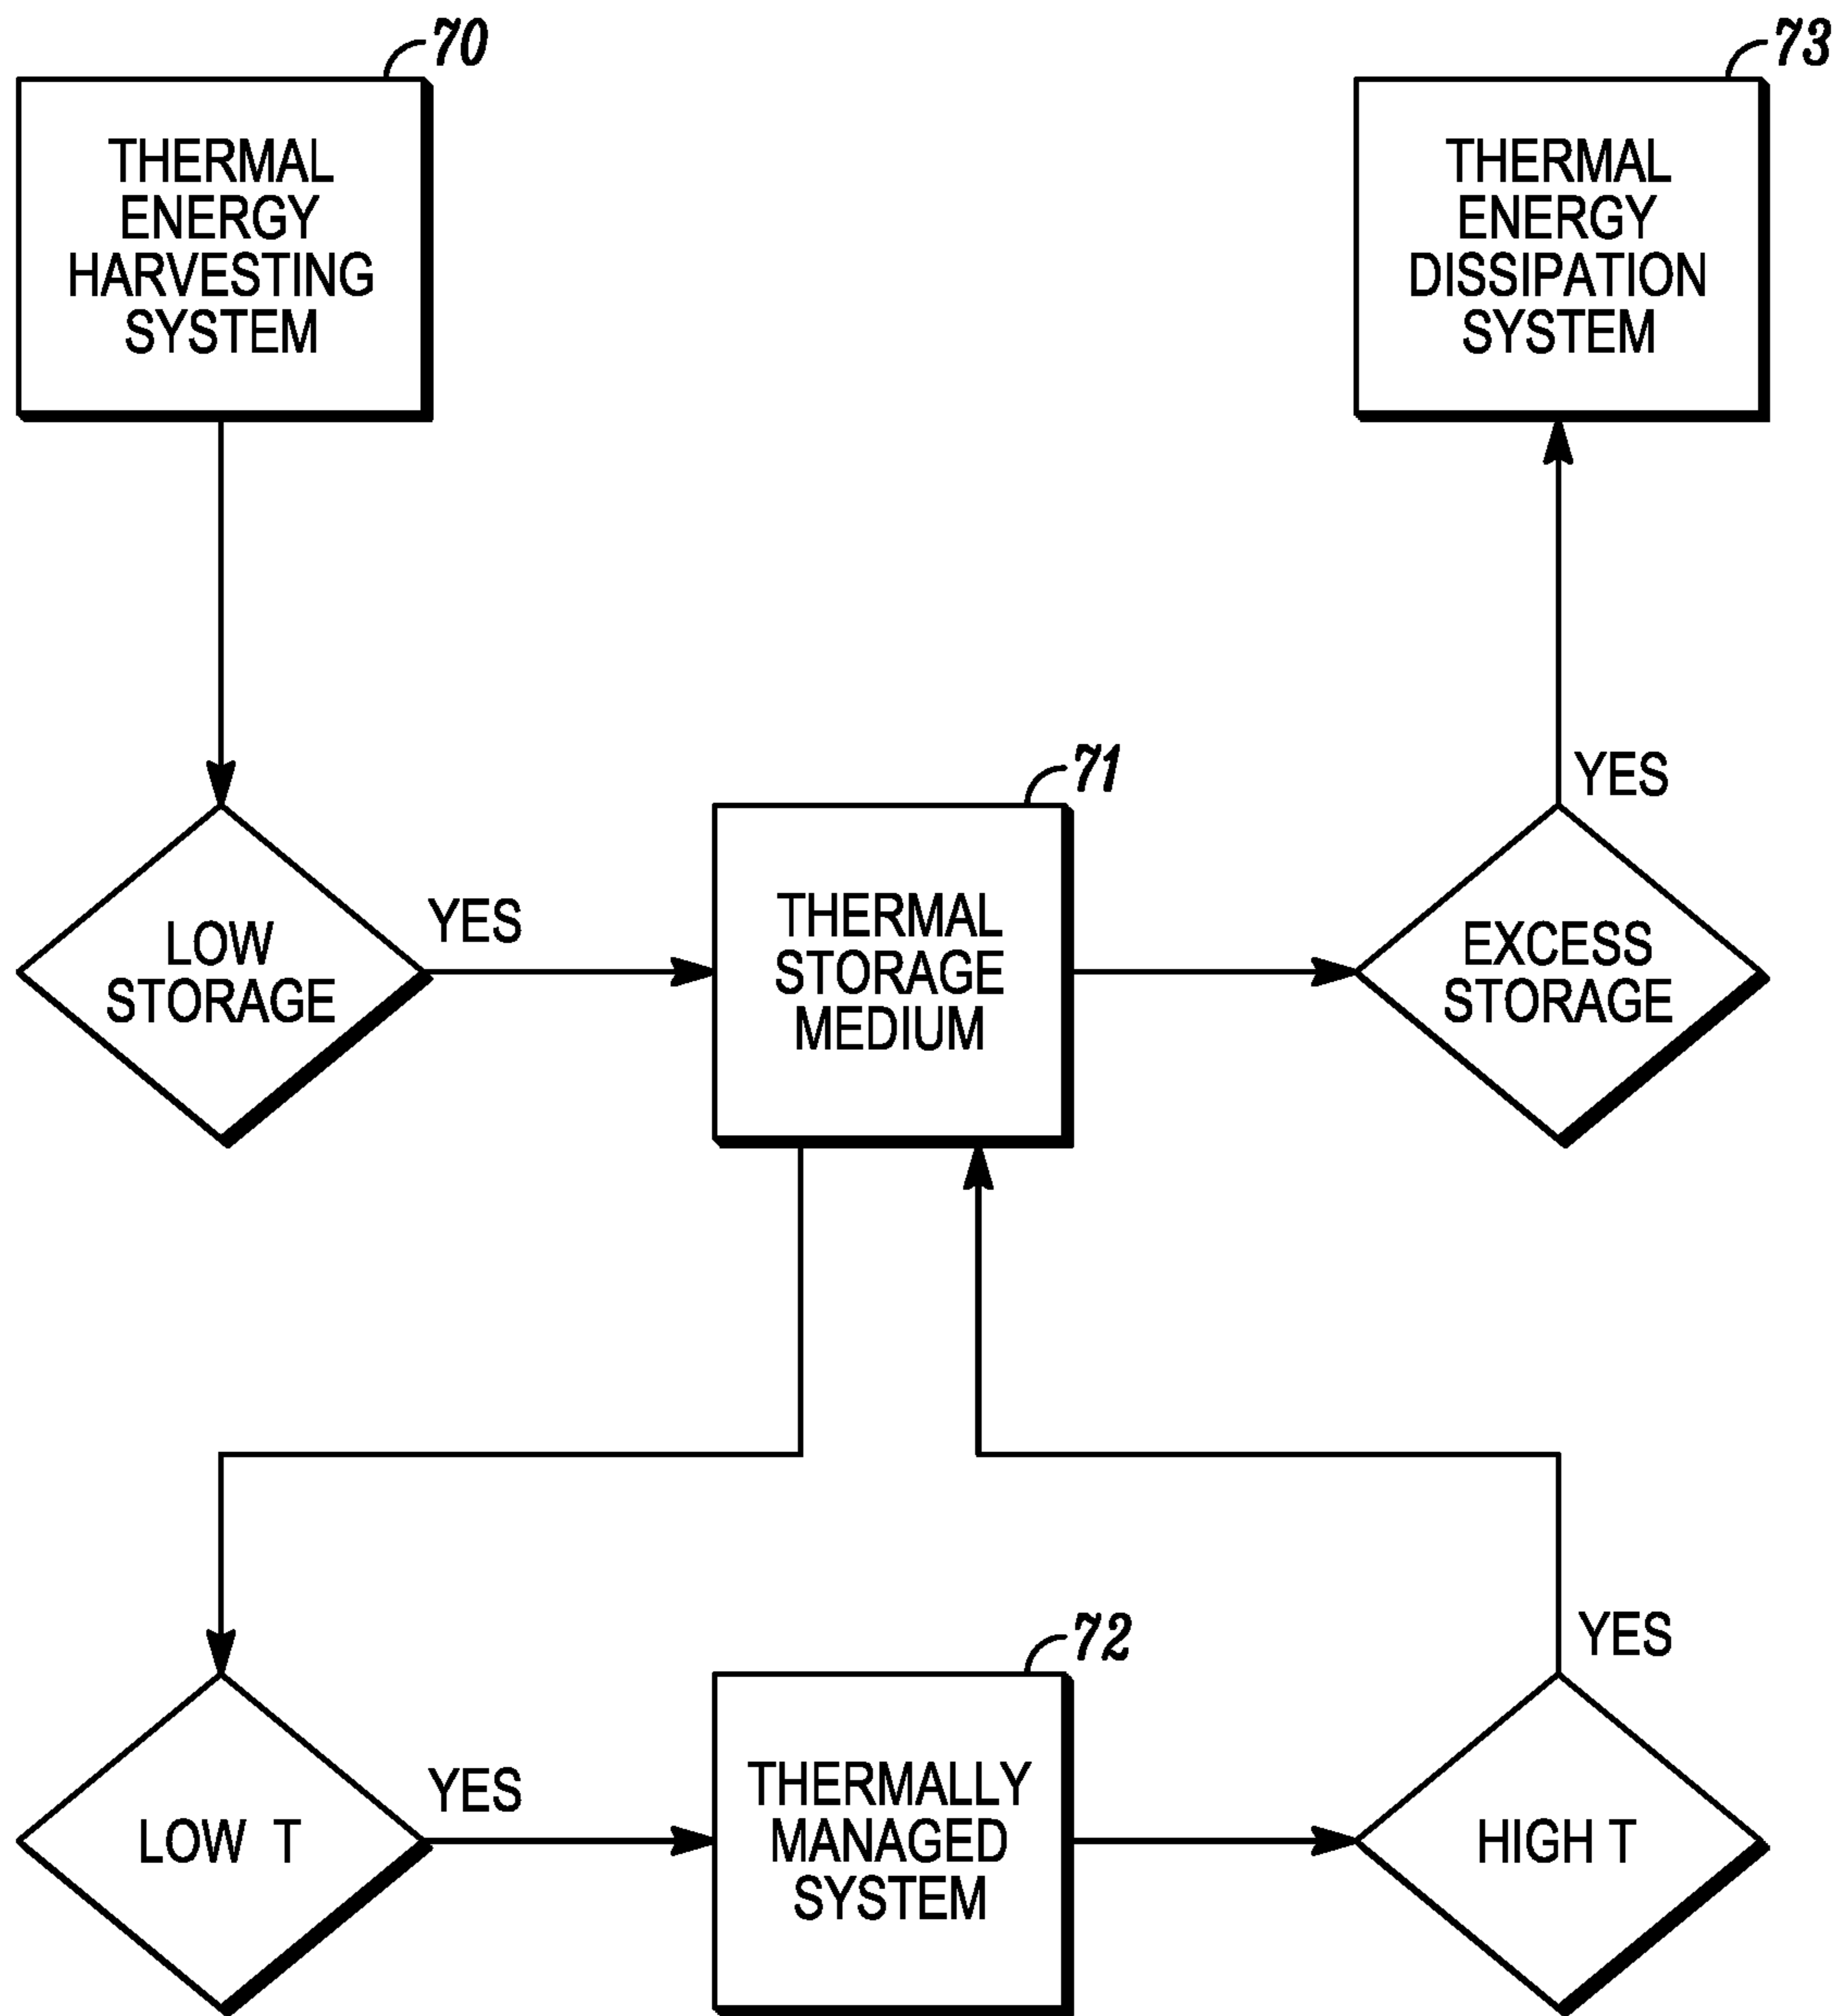 70
THERMAL
ENERGY
HARVESTING
SYSTEM
73
THERMAL
ENERGY
DISSIPATION
SYSTEM
LOW
STORAGE
YES
71
THERMAL
STORAGE
MEDIUM
YES
EXCESS
STORAGE
LOW T
YES
72
THERMALLY
MANAGED
SYSTEM
YES
HIGH T